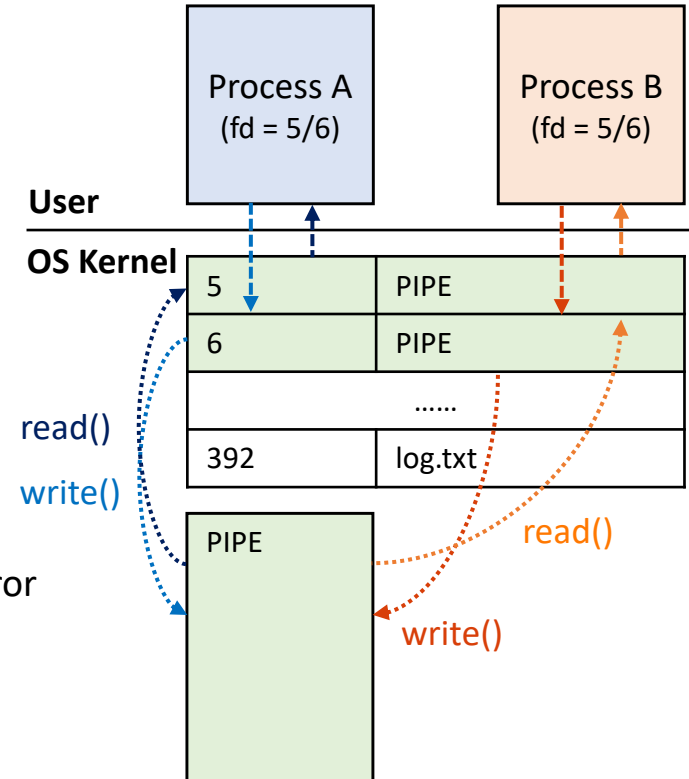 Process A
(fd = 5/6)
Process B
(fd = 5/6)
User
OS Kernel
5 PIPE
6 PIPE
......
392 log.txt
read()
write()
PIPE
read()
ror
write()